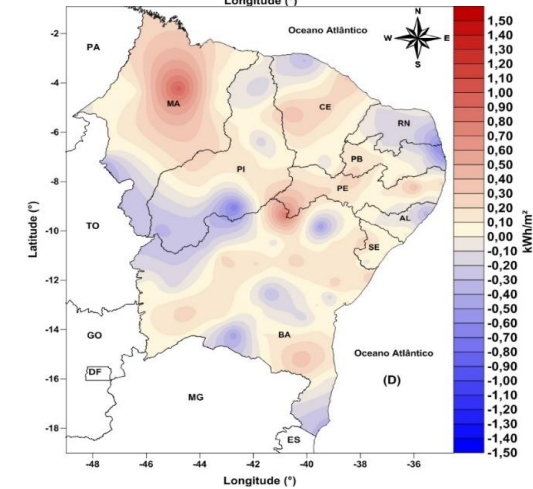 Longitude (°)
Oceano Atlântico
N
W E
S
PA
MA
CE
RN
PB
PI
PE
AL
TO
SE
GO
BA
DF
Oceano Atlântico
(D)
MG
ES
Latitude (°)
-2
-4
-6
-8
-10
-12
-14
-16
-18
-48 -46 -44 -42 -40 -38 -36
Longitude (°)
1,50
1,40
1,30
1,20
1,10
1,00
0,90
0,80
0,70
0,60
0,50
0,40
0,30
0,20
0,10
0,00
-0,10
-0,20
-0,30
-0,40
-0,50
-0,60
-0,70
-0,80
-0,90
-1,00
-1,10
-1,20
-1,30
-1,40
-1,50
kWh/m²